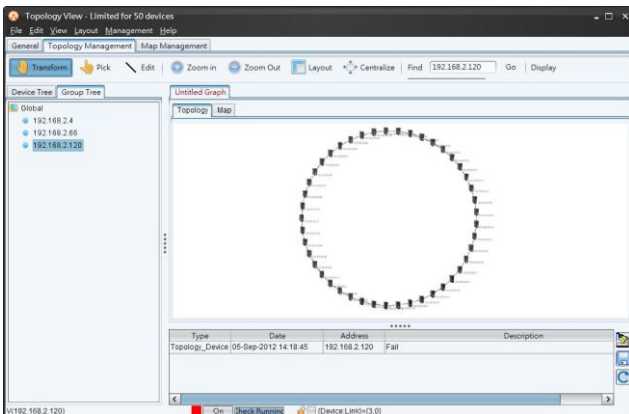 Topology View - Limited for 50 devices
File Edit View Layout Management Help
General Topology Management Map Management
Transform Pick Edit Zoom in Zoom Out Layout Centralize Find 192.168.2.120 Go Display
Device Tree Group Tree
Untitled Graph
Global
Topology Map
192.168.2.4
192.168.2.66
192.168.2.120
Type Date Address Description
Topology_Device 05-Sep-2012 14:18:45 192.168.2.120 Fail
V(192.168.2.120) On Check Running (Device:Link)=(3,0)